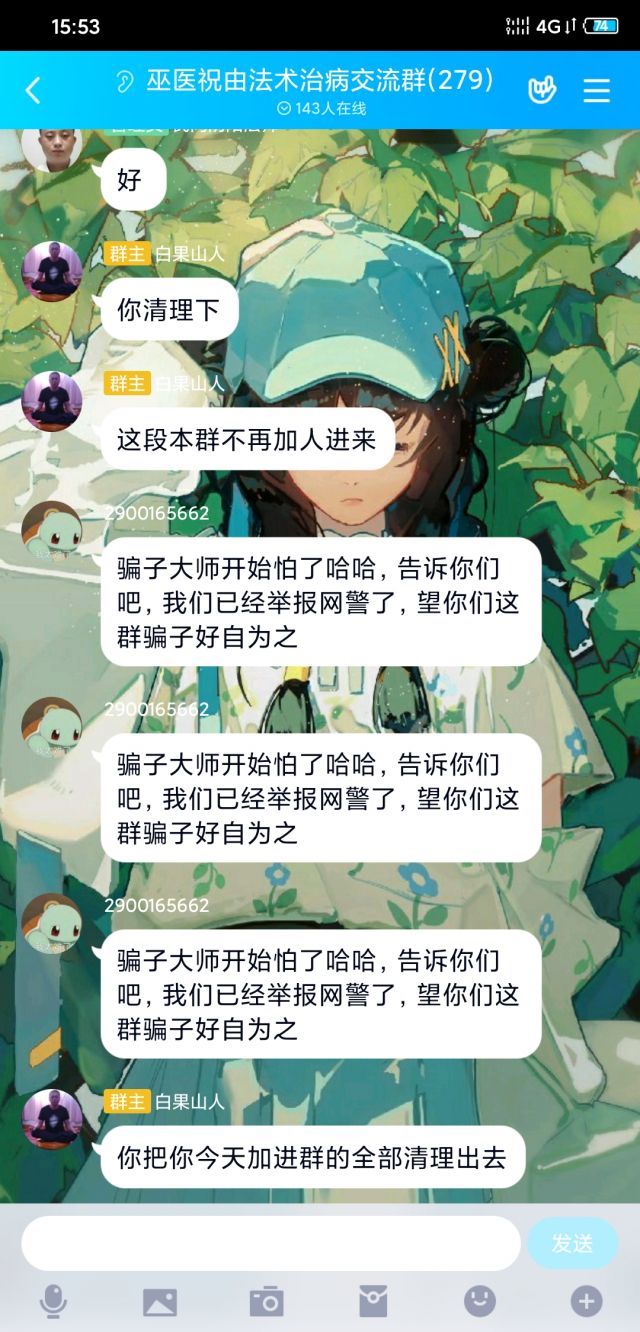 15:53
4G
74
巫医祝由法术治病交流群(279)
143人在线
好
群主 白果山人
你清理下
群主 白果山人
这段本群不再加人进来
2900165662
骗子大师开始怕了哈哈，告诉你们
吧，我们已经举报网警了，望你们这
群骗子好自为之
2900165662
骗子大师开始怕了哈哈，告诉你们
吧，我们已经举报网警了，望你们这
群骗子好自为之
2900165662
骗子大师开始怕了哈哈，告诉你们
吧，我们已经举报网警了，望你们这
群骗子好自为之
群主 白果山人
你把你今天加进群的全部清理出去
发送